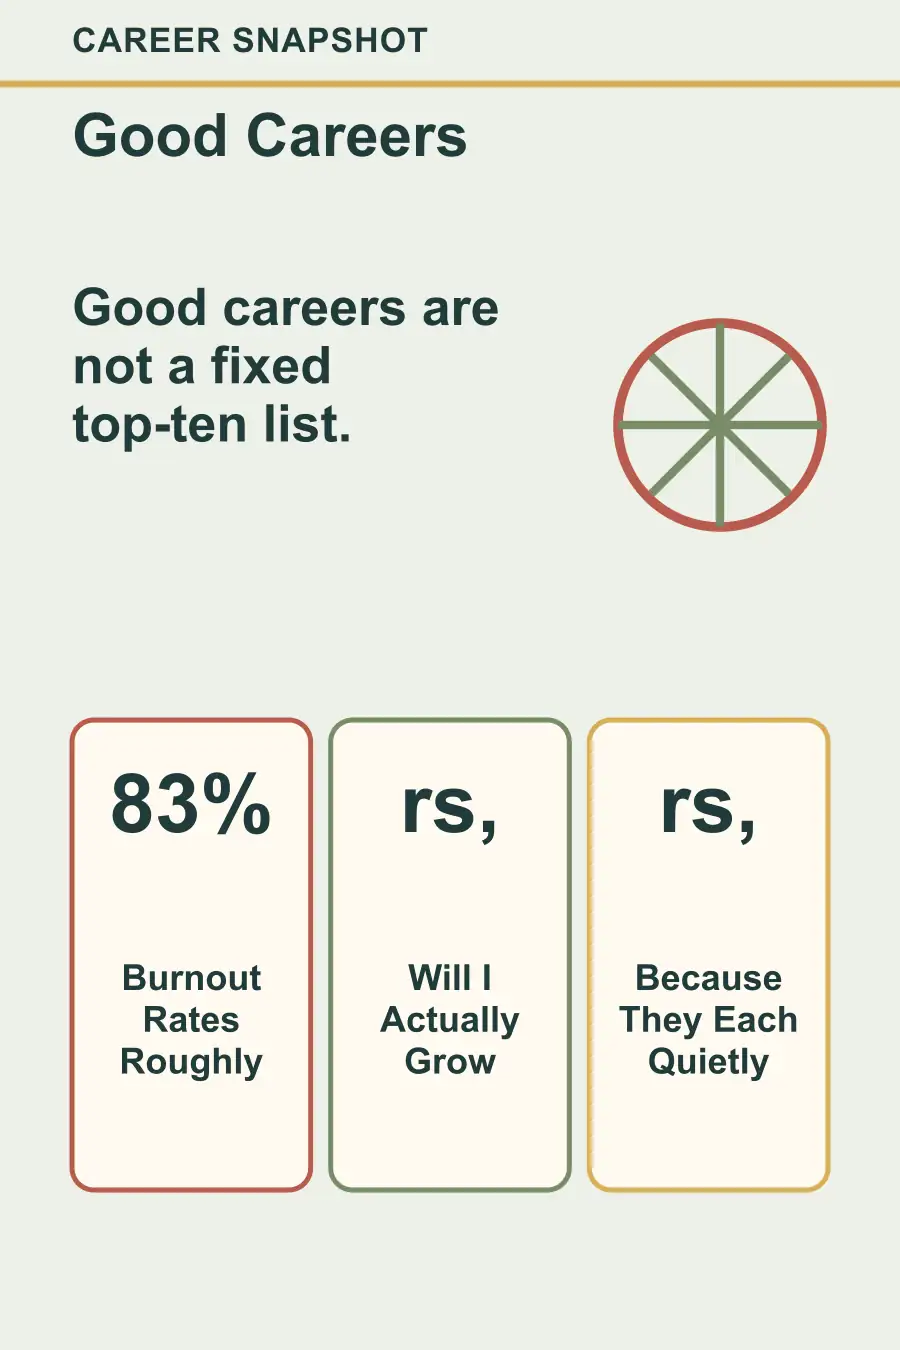 CAREER SNAPSHOT
Good Careers
Good careers are
not a fixed
top-ten list.
83%
Burnout
Rates
Roughly
rs,
Will I
Actually
Grow
rs,
Because
They Each
Quietly